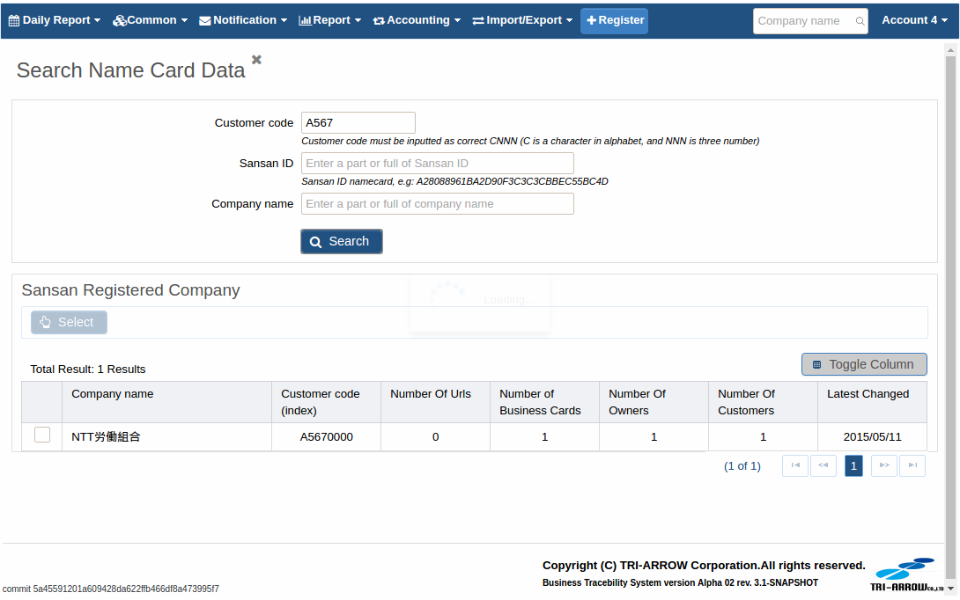 Daily Report Common Notification Report Accounting Import/Export Register Company name Account 4
Search Name Card Data
Customer code A567
Customer code must be inputted as correct CNNN (C is a character in alphabet, and NNN is three number)
Sansan ID Enter a part or full of Sansan ID
Sansan ID namecard, e.g: A28088961BA2D90F3C3C3CBBEC55BC4D
Company name Enter a part or full of company name
Search
Sansan Registered Company
Loading...
Select
Total Result: 1 Results
Toggle Column
Company name Customer code (index) Number Of Urls Number of Business Cards Number Of Owners Number Of Customers Latest Changed
NTT労働組合 A5670000 0 1 1 1 2015/05/11
(1 of 1) 1
Copyright (C) TRI-ARROW Corporation.All rights reserved.
Business Tracebility System version Alpha 02 rev. 3.1-SNAPSHOT
TRI-ARROW CO.,LTD
commit 5a45591201a609428da622ffb466df8a473995f7